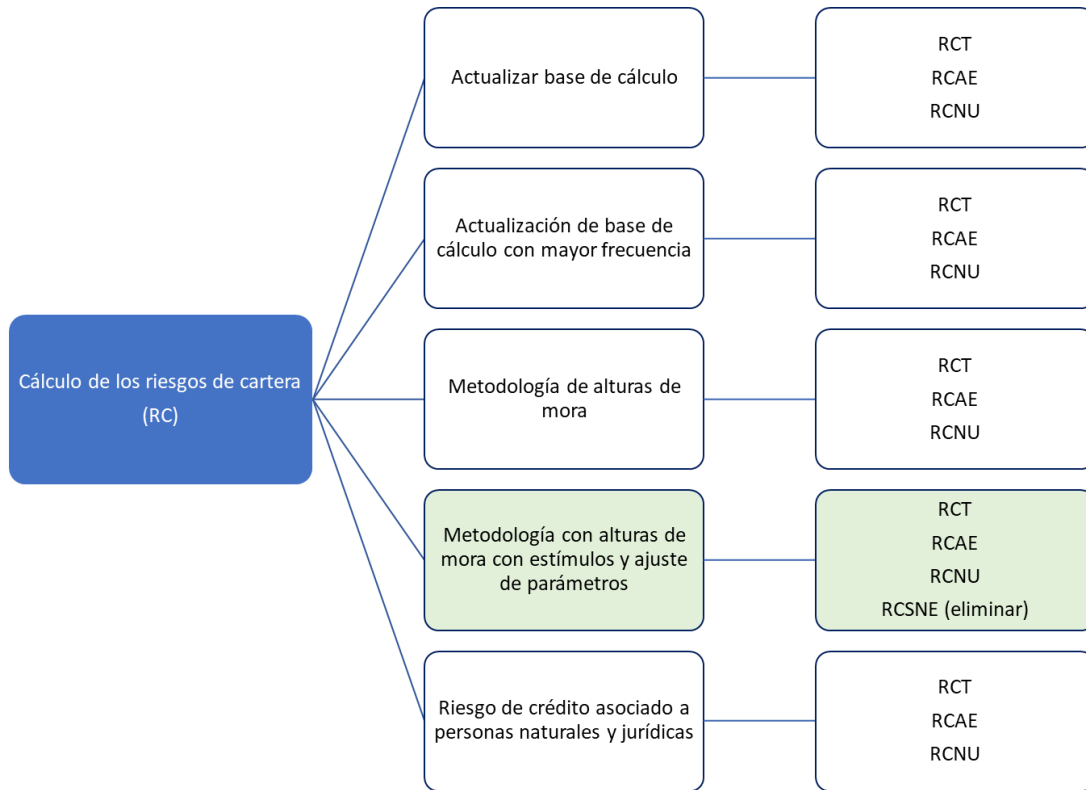 Actualizar base de cálculo
RCT
RCAE
RCNU
Actualización de base de
cálculo con mayor frecuencia
RCT
RCAE
RCNU
Cálculo de los riesgos de cartera
(RC)
Metodología de alturas de
mora
RCT
RCAE
RCNU
Metodología con alturas de
mora con estímulos y ajuste
de parámetros
RCT
RCAE
RCNU
RCSNE (eliminar)
Riesgo de crédito asociado a
personas naturales y jurídicas
RCT
RCAE
RCNU